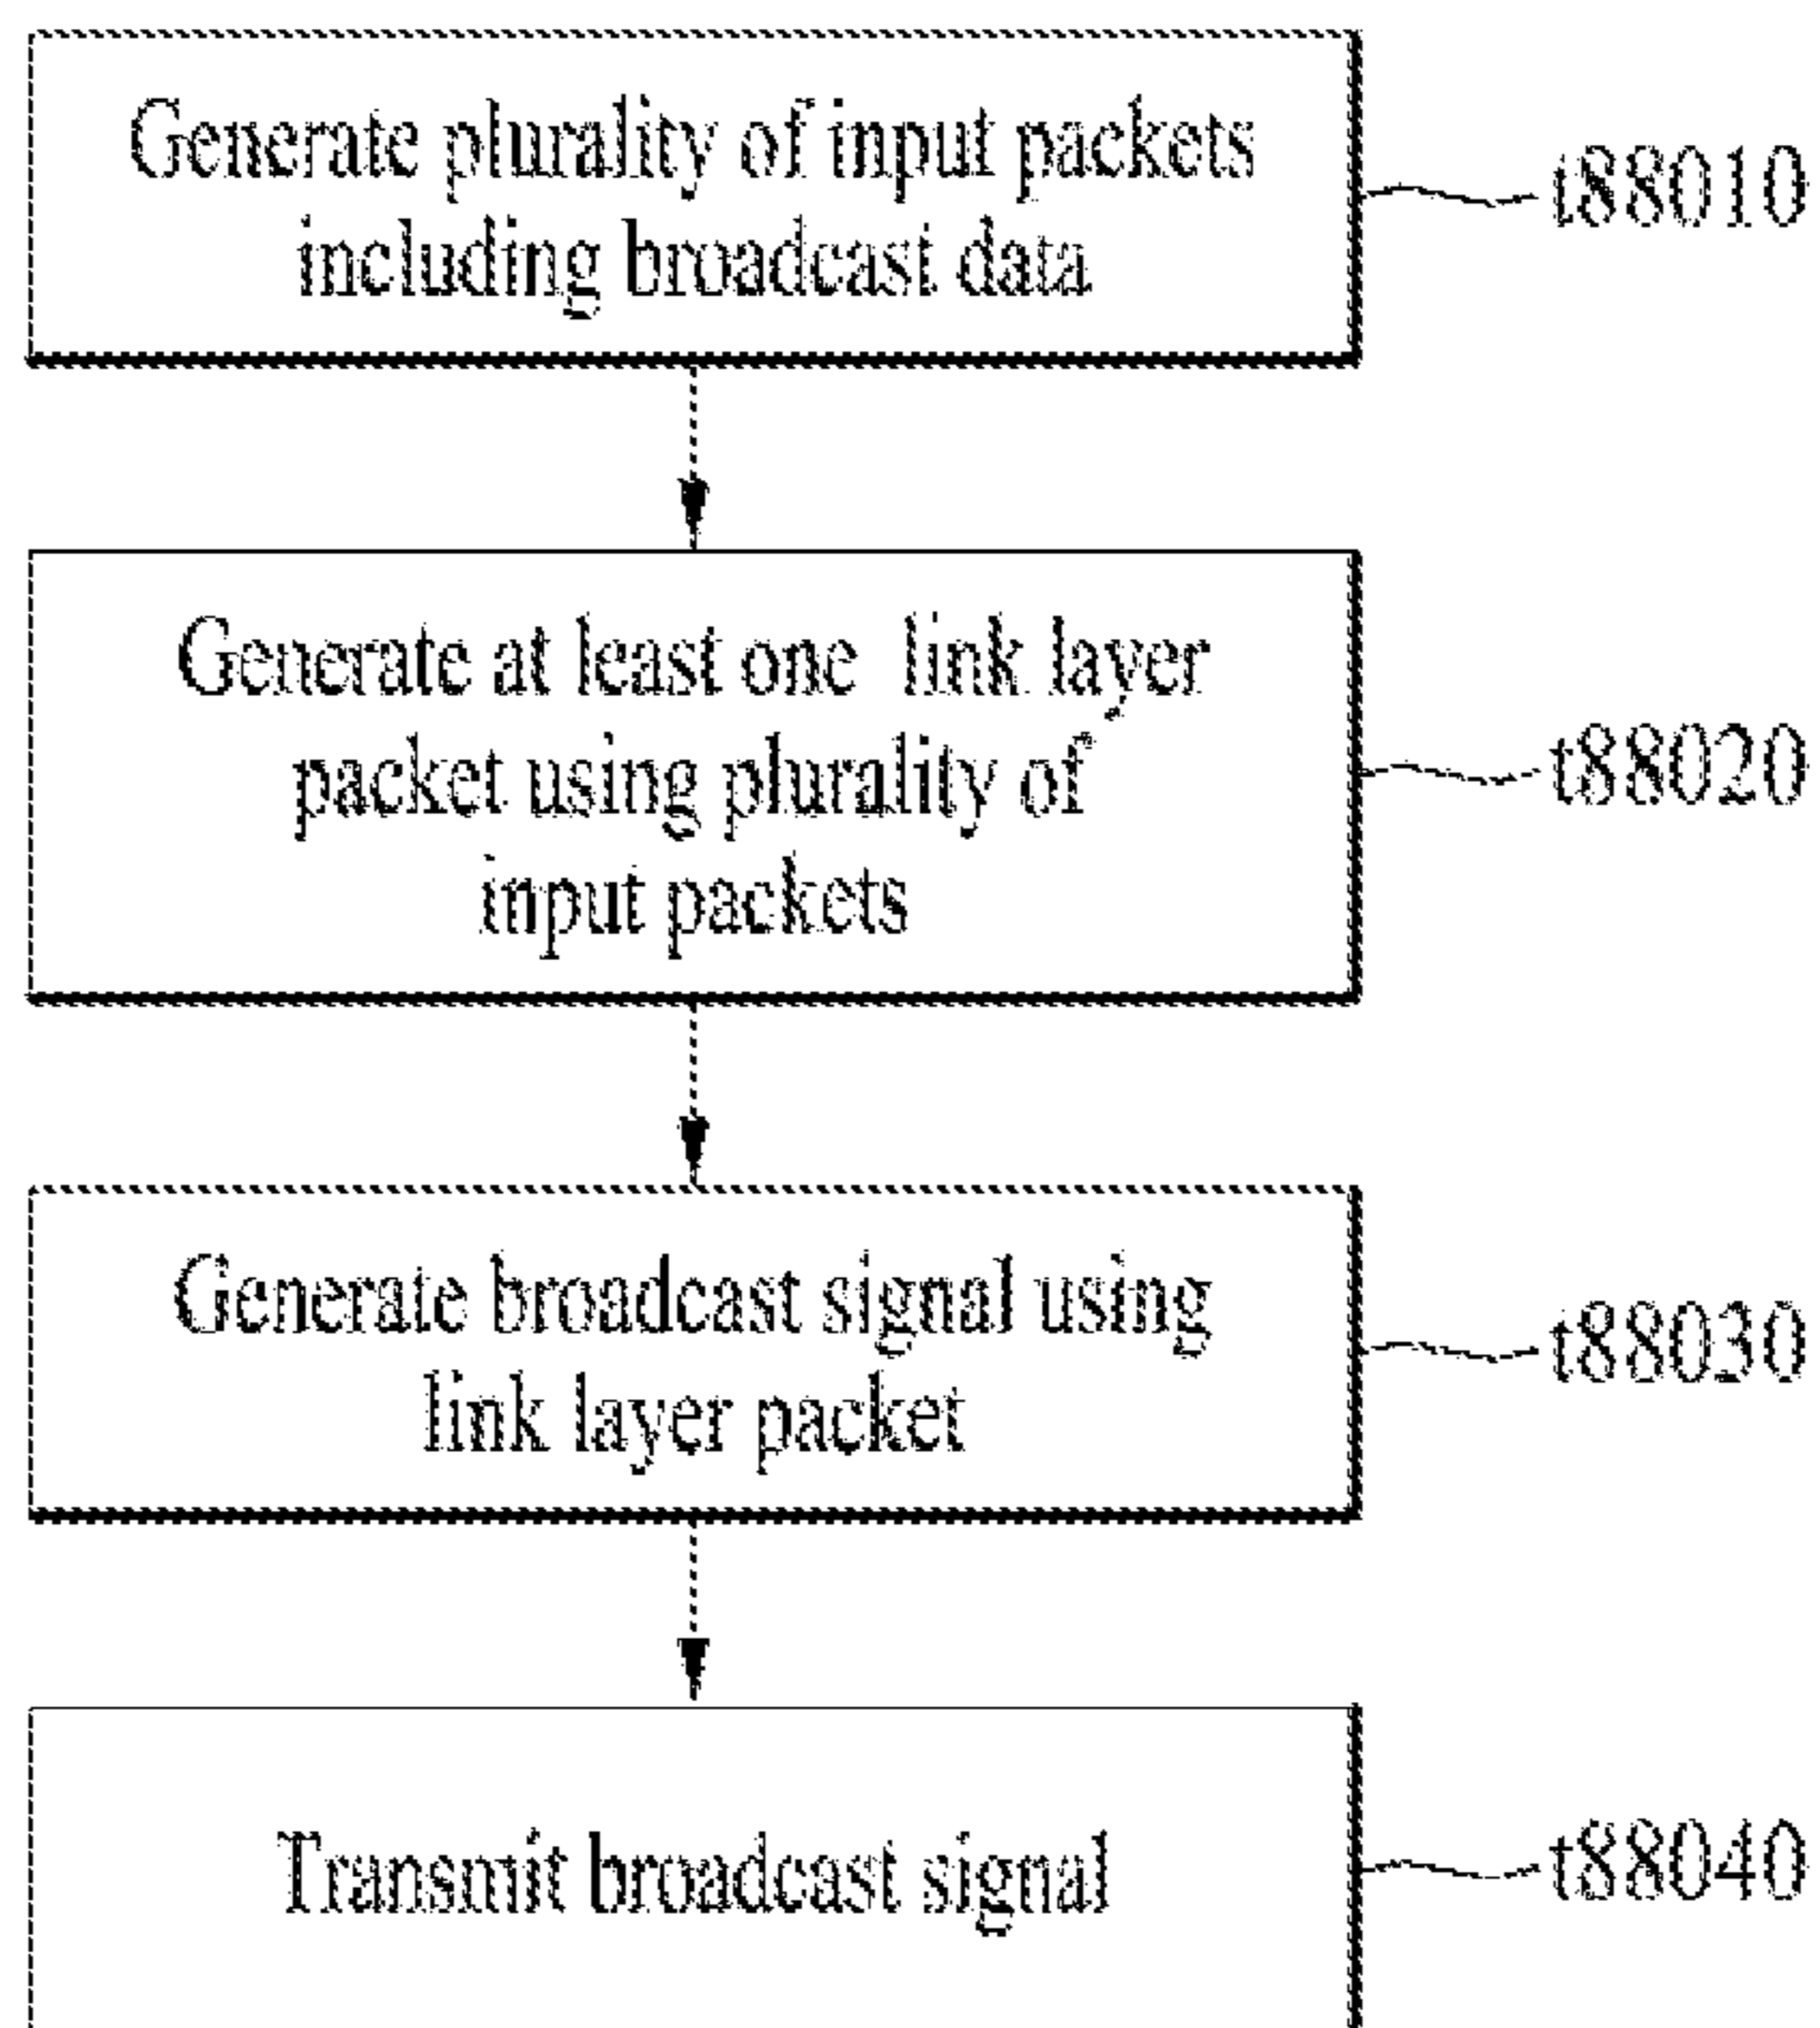 Generate plurality of input packets
including broadcast data
t88010
Generate at least one link layer
packet using plurality of
input packets
t88020
Generate broadcast signal using
link layer packet
t88030
Transmit broadcast signal
t88040